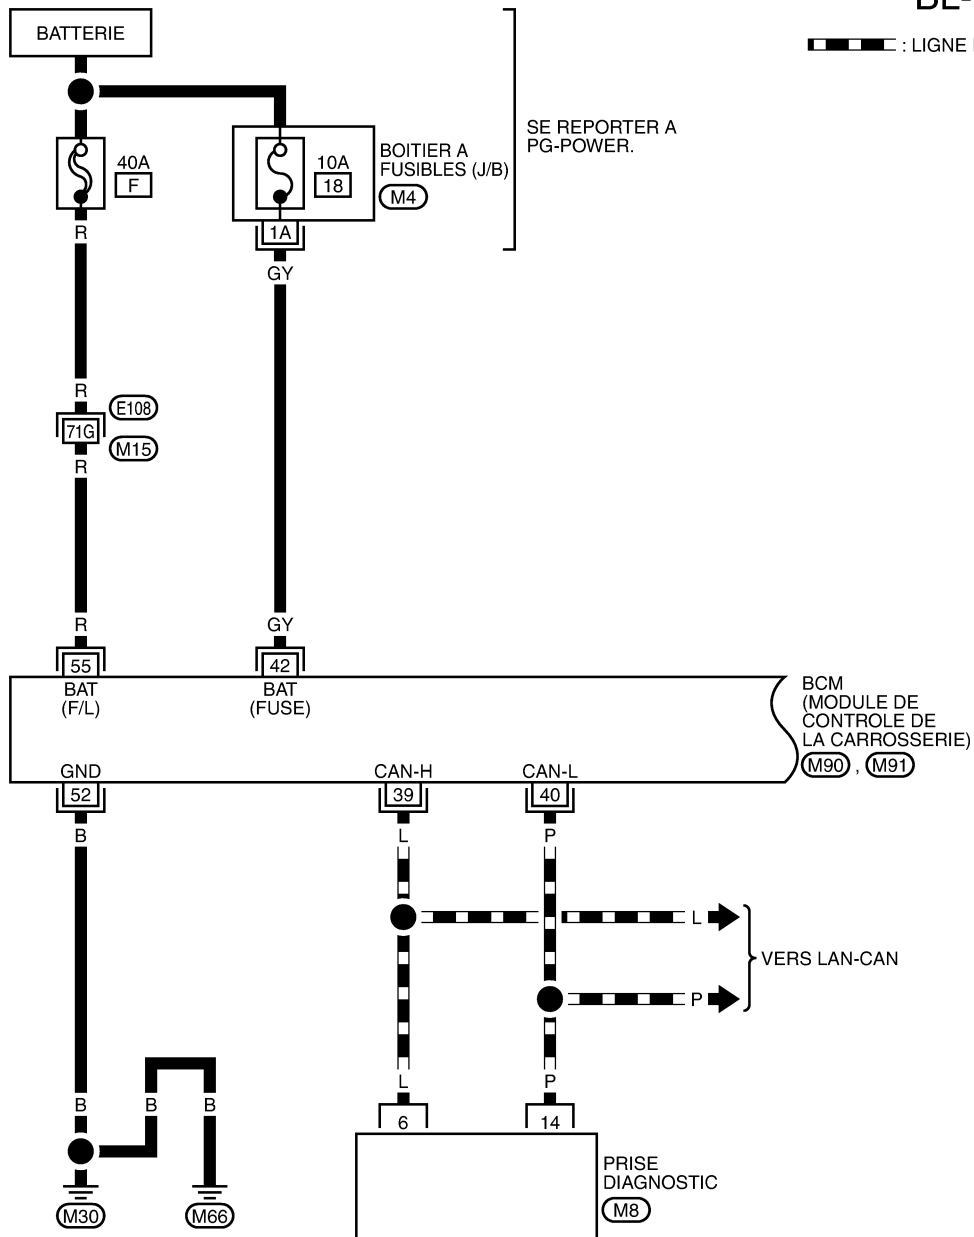 BATTERIE
: LIGNE
SE REPORTER A
PG-POWER.
40A
F
10A
18
BOITIER A
FUSIBLES (J/B)
M4
R
1A
GY
R
E108
71G
M15
R
R
GY
55
42
BAT
(F/L)
BAT
(FUSE)
BCM
(MODULE DE
CONTROLE DE
LA CARROSSERIE)
M90 , M91
GND
CAN-H
CAN-L
52
39
40
B
L
P
L
VERS LAN-CAN
P
L
P
B
B
B
6
14
PRISE
DIAGNOSTIC
M8
M30
M66